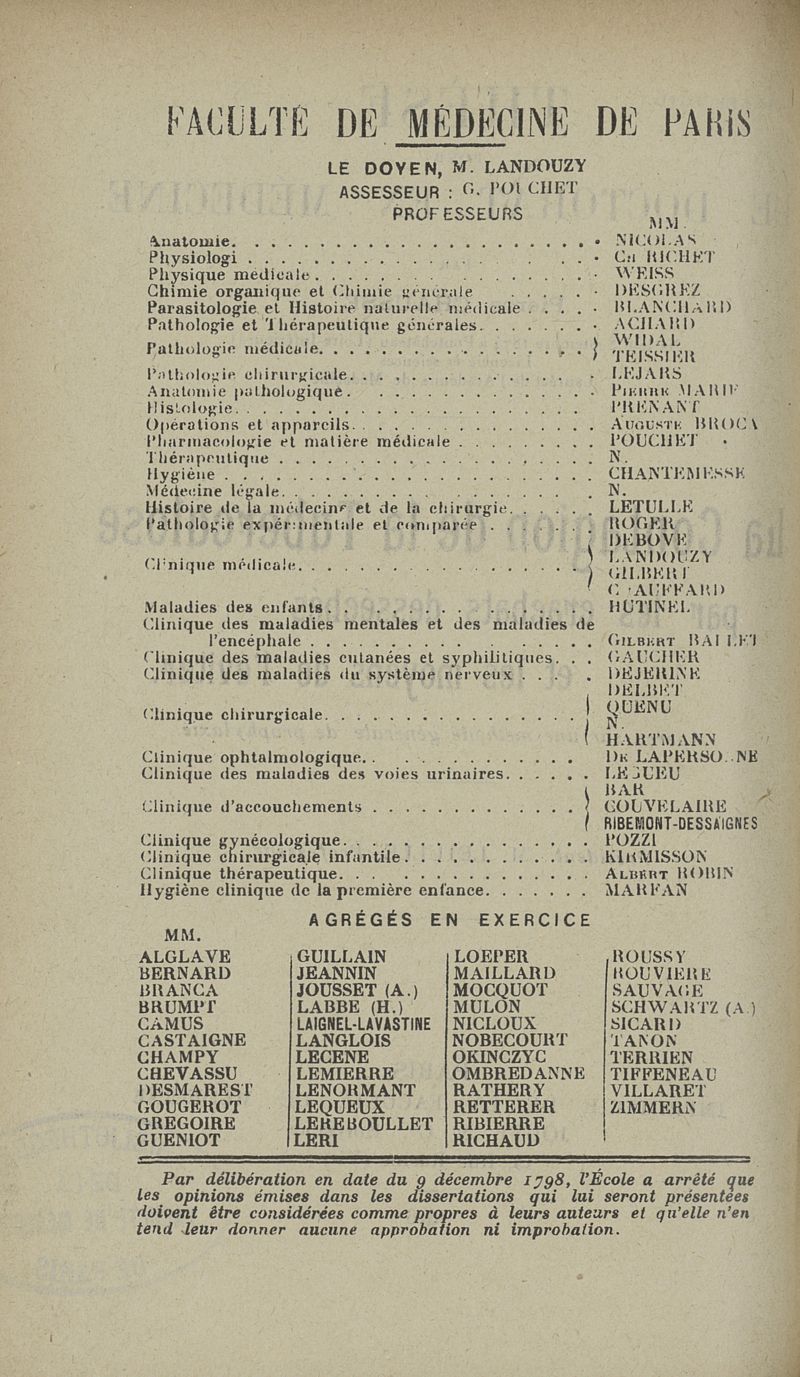 FACULTÉ DE MÉDECINE DE PARIS
LE DOYEN, M. LANDOUZY
ASSESSEUR : G. POUCHET
PROFESSEURS
MM.
Anatomie. . . . . . . . . . . . . . . . . . . . . . NICOLAS
Physiologi . . . . . . . . . . . . . . . . . . . . . Ch RICHET
Physique médicale . . . . . . . . . . . . . . . . . WEISS
Chimie organique et Chimie générale . . . . . . DESGREZ
Parasitologie et Histoire naturelle médicale . . . . . BLANCHARD
Pathologie et Thérapeutique générales. . . . . . . . ACHARD
Pathologie médicale. . . . . . . . . . . . . . . . . } WIDAL
TEISSIER
Pathologie chirurgicale. . . . . . . . . . . . . . . LEJARS
Anatomie pathologique. . . . . . . . . . . . . . . PIERRE MARIE
Histologie. . . . . . . . . . . . . . . . . . . . . PRENANT
Opérations et appareils. . . . . . . . . . . . . . . AUGUSTE BROCA
Pharmacologie et matière médicale . . . . . . . . . POUCHET
Thérapeutique . . . . . . . . . . . . . . . . . . . N.
Hygiène . . . . . . . . . . . . . . . . . . . . . . CHANTEMESSE
Médecine légale. . . . . . . . . . . . . . . . . . . N.
Histoire de la médecine et de la chirurgie. . . . . . LETULLE
Pathologie expérimentale et comparée . . . . . . . ROGER
Clinique médicale. . . . . . . . . . . . . . . . . . } DEBOVE
LANDOUZY
GILBERT
C AUFFARD
Maladies des enfants. . . . . . . . . . . . . . . . HUTINEL
Clinique des maladies mentales et des maladies de
l'encéphale . . . . . . . . . . . . . . . . . . GILBERT BALLET
Clinique des maladies cutanées et syphilitiques. . . GAUCHER
Clinique des maladies du système nerveux . . . . DEJERINE
Clinique chirurgicale. . . . . . . . . . . . . . . . } DELBET
QUENU
N.
HARTMANN
Clinique ophtalmologique. . . . . . . . . . . . . . DE LAPERSO..NE
Clinique des maladies des voies urinaires. . . . . . LEGUEU
Clinique d'accouchements . . . . . . . . . . . . . } BAR
COUVELAIRE
RIBEMONT-DESSAIGNES
Clinique gynécologique. . . . . . . . . . . . . . . POZZI
Clinique chirurgicale infantile. . . . . . . . . . . . KIRMISSON
Clinique thérapeutique. . . . . . . . . . . . . . . ALBERT ROBIN
Hygiène clinique de la première enfance. . . . . . . MARFAN
AGRÉGÉS EN EXERCICE
MM.
ALGLAVE GUILLAIN LOEPER ROUSSY
BERNARD JEANNIN MAILLARD ROUVIERE
BRANCA JOUSSET (A.) MOCQUOT SAUVAGE
BRUMPT LABBE (H.) MULON SCHWARTZ (A.)
CAMUS LAIGNEL-LAVASTINE NICLOUX SICARD
CASTAIGNE LANGLOIS NOBECOURT TANON
CHAMPY LECENE OKINCZYC TERRIEN
CHEVASSU LEMIERRE OMBREDANNE TIFFENEAU
DESMAREST LENORMANT RATHERY VILLARET
GOUGEROT LEQUEUX RETTERER ZIMMERN
GREGOIRE LEREBOULLET RIBIERRE
GUENIOT LERI RICHAUD
Par délibération en date du 9 décembre 1798, l'École a arrêté que
les opinions émises dans les dissertations qui lui seront présentées
doivent être considérées comme propres à leurs auteurs et qu'elle n'en
tend leur donner aucune approbation ni improbation.